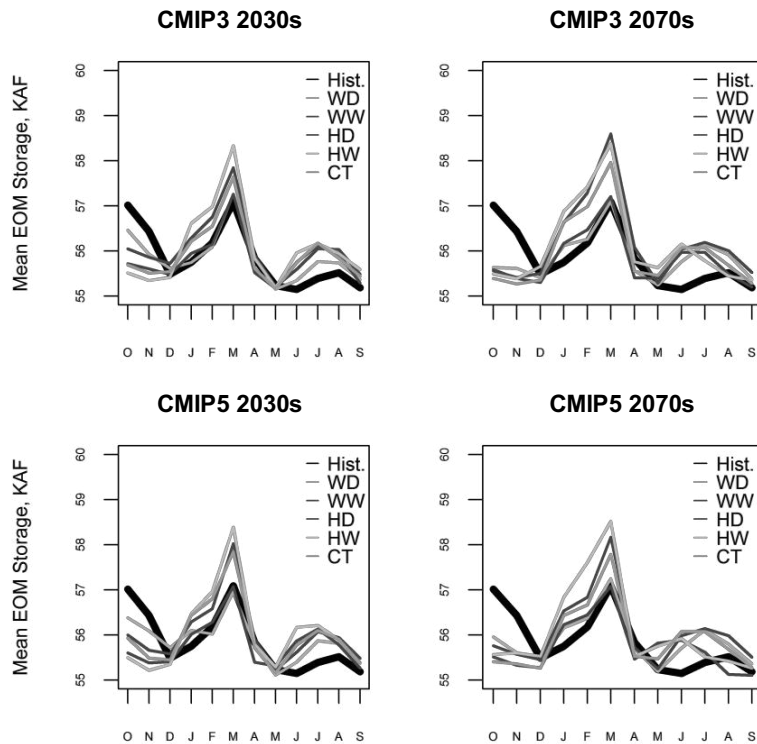 CMIP3 2030s
Mean EOM Storage, KAF
60
59
58
57
56
55
Hist.
WD
WW
HD
HW
CT
O N D J F M A M J J A S
CMIP3 2070s
60
59
58
57
56
55
Hist.
WD
WW
HD
HW
CT
O N D J F M A M J J A S
CMIP5 2030s
Mean EOM Storage, KAF
60
59
58
57
56
55
Hist.
WD
WW
HD
HW
CT
O N D J F M A M J J A S
CMIP5 2070s
60
59
58
57
56
55
Hist.
WD
WW
HD
HW
CT
O N D J F M A M J J A S